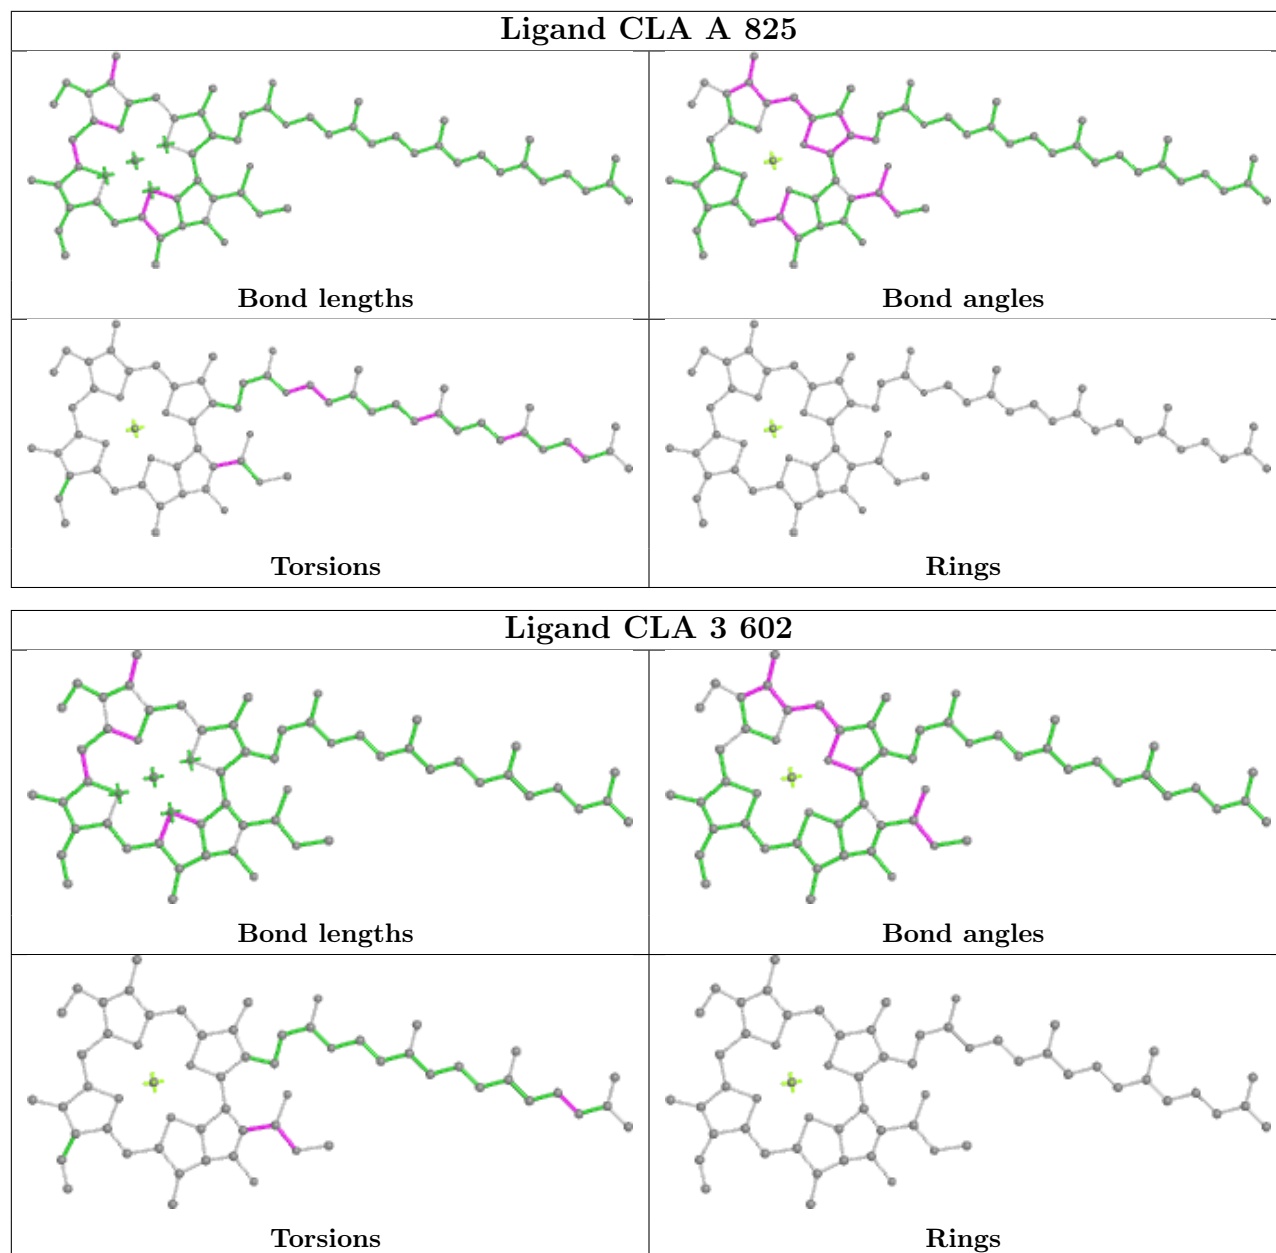 Ligand CLA A 825
Bond lengths
Bond angles
Torsions
Rings
Ligand CLA 3 602
Bond lengths
Bond angles
Torsions
Rings